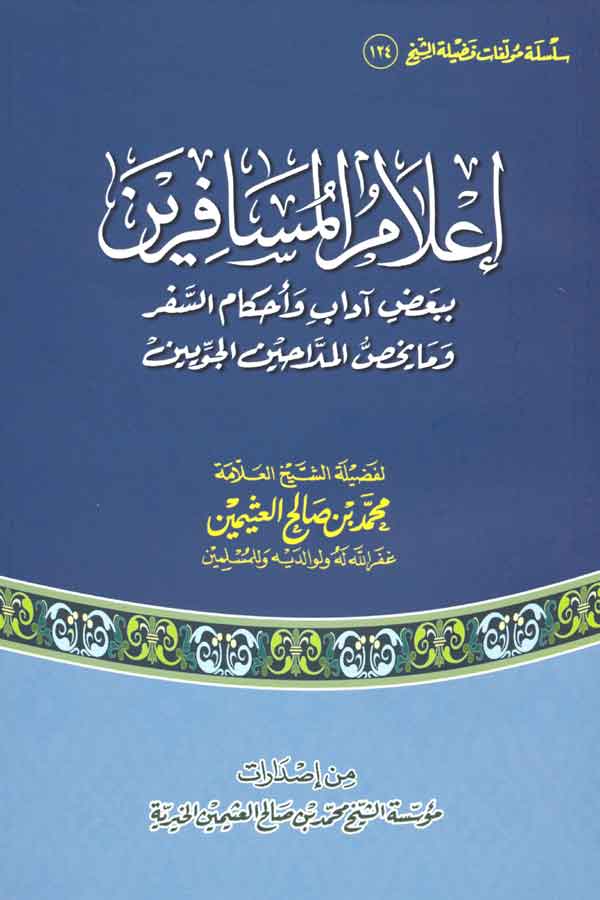 سلسلة مؤلفات فضيلة الشيخ (١٢٤)
إعلام المسافرين
ببعض آداب وأحكام السفر
وما يخص الملاحين الجويين
لفضيلة الشيخ العلامة
محمد بن صالح العثيمين
غفر الله له ولوالديه وللمسلمين
من إصدارات
مؤسسة الشيخ محمد بن صالح العثيمين الخيرية